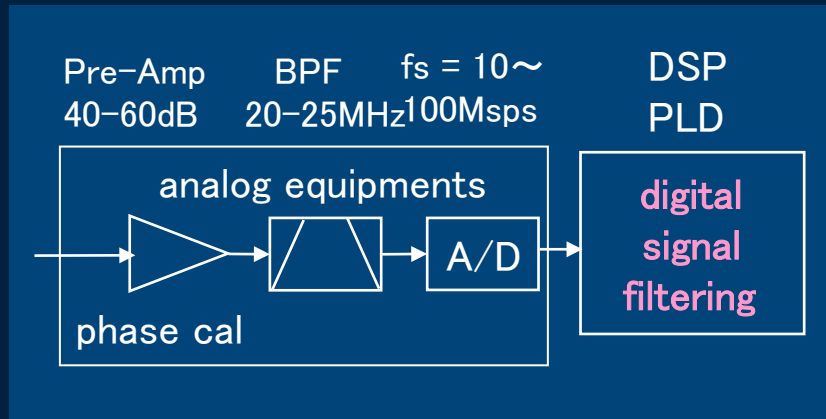 Pre-Amp
40-60dB
BPF
20-25MHz
fs = 10～
100Msps
DSP
PLD
analog equipments
A/D
phase cal
digital
signal
filtering